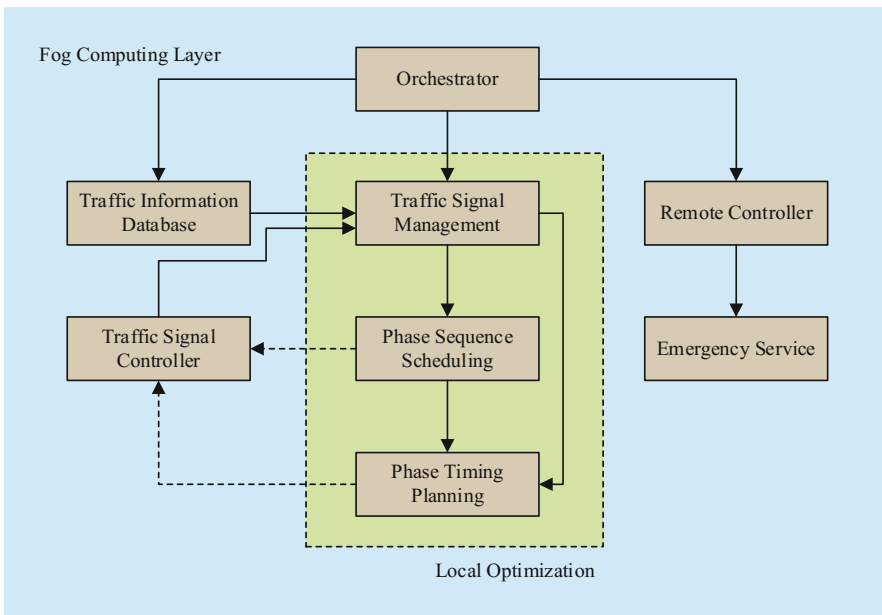 Fog Computing Layer
Orchestrator
Traffic Information
Database
Traffic Signal
Management
Remote Controller
Traffic Signal
Controller
Phase Sequence
Scheduling
Emergency Service
Phase Timing
Planning
Local Optimization